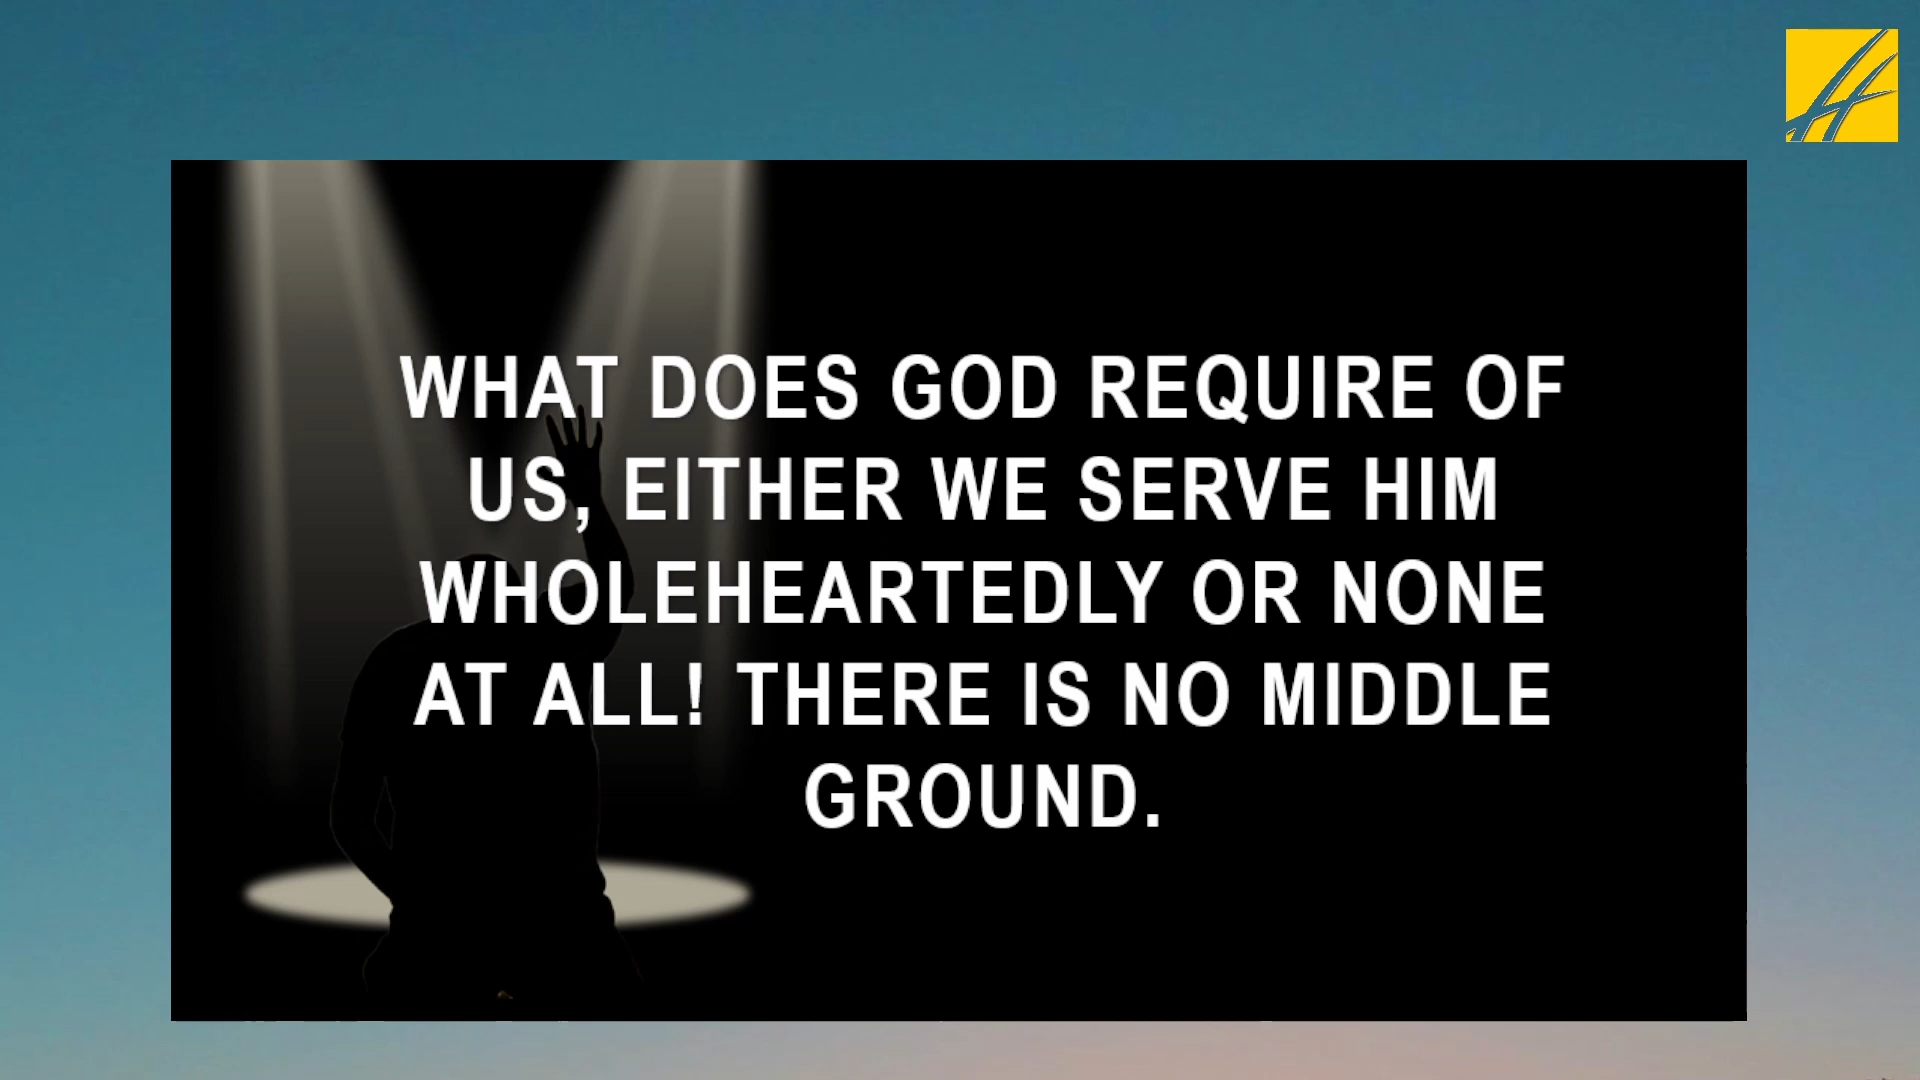 WHAT DOES GOD REQUIRE OF
US, EITHER WE SERVE HIM
WHOLEHEARTEDLY OR NONE
AT ALL! THERE IS NO MIDDLE
GROUND.